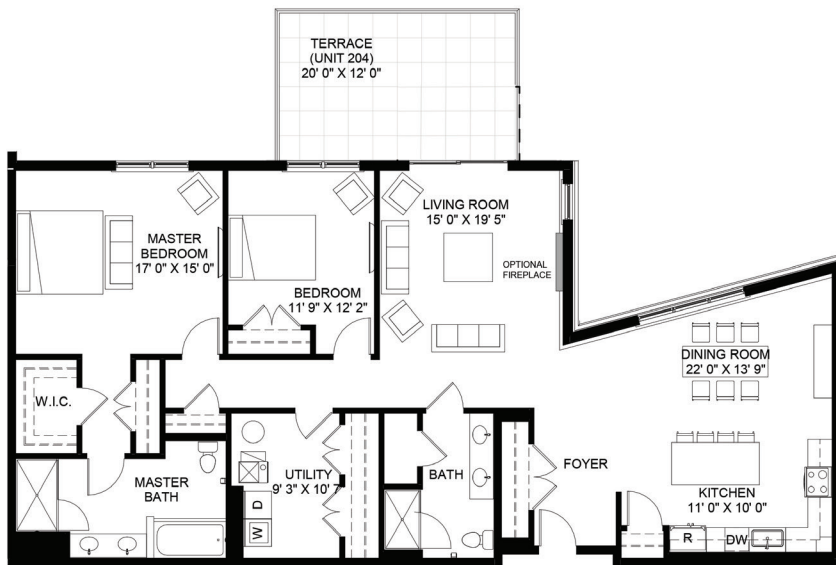 TERRACE
(UNIT 204)
20' 0" X 12' 0"
MASTER
BEDROOM
17' 0" X 15' 0"
BEDROOM
11' 9" X 12' 2"
LIVING ROOM
15' 0" X 19' 5"
OPTIONAL
FIREPLACE
DINING ROOM
22' 0" X 13' 9"
W.I.C.
MASTER
BATH
UTILITY
9' 3" X 10' 7
D
W
BATH
FOYER
KITCHEN
11' 0" X 10' 0"
R
DW